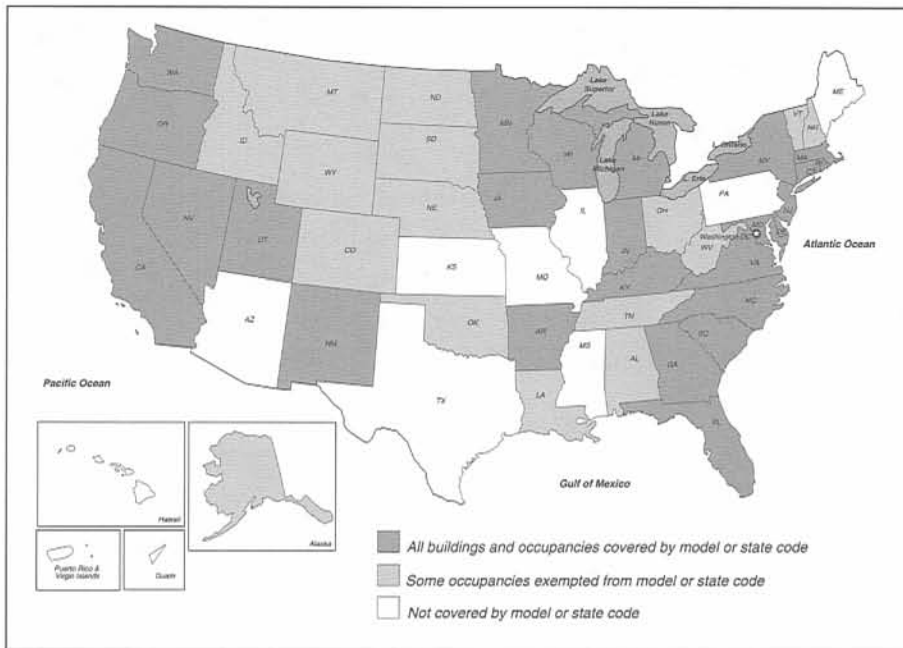 WA
OR
CA
NV
ID
MT
WY
UT
CO
AZ
NM
ND
SD
NE
KS
OK
TX
MN
IA
MO
AR
LA
WI
IL
MI
IN
KY
TN
MS
AL
OH
WV
VA
NC
SC
GA
FL
PA
NY
VT
NH
ME
MA
NJ
Lake Superior
Lake Michigan
Lake Huron
L. Erie
L. Ontario
Washington DC
Atlantic Ocean
Pacific Ocean
Gulf of Mexico
Hawaii
Alaska
Puerto Rico &
Virgin Islands
Guam
All buildings and occupancies covered by model or state code
Some occupancies exempted from model or state code
Not covered by model or state code